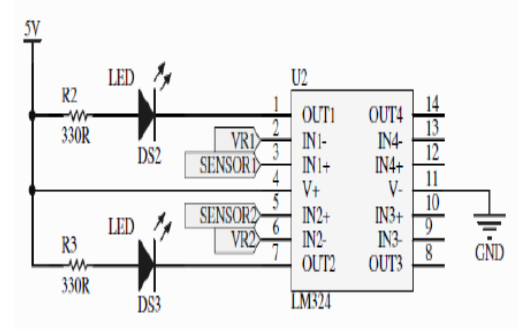 5V
LED
U2
R2
330R
DS2
1 OUT1 OUT4 14
VR1 2 IN1- IN4- 13
SENSOR1 3 IN1+ IN4+ 12
4 V+ V- 11
SENSOR2 5 IN2+ IN3+ 10
VR2 6 IN2- IN3- 9
7 OUT2 OUT3 8
GND
LED
R3
330R
DS3
LM324